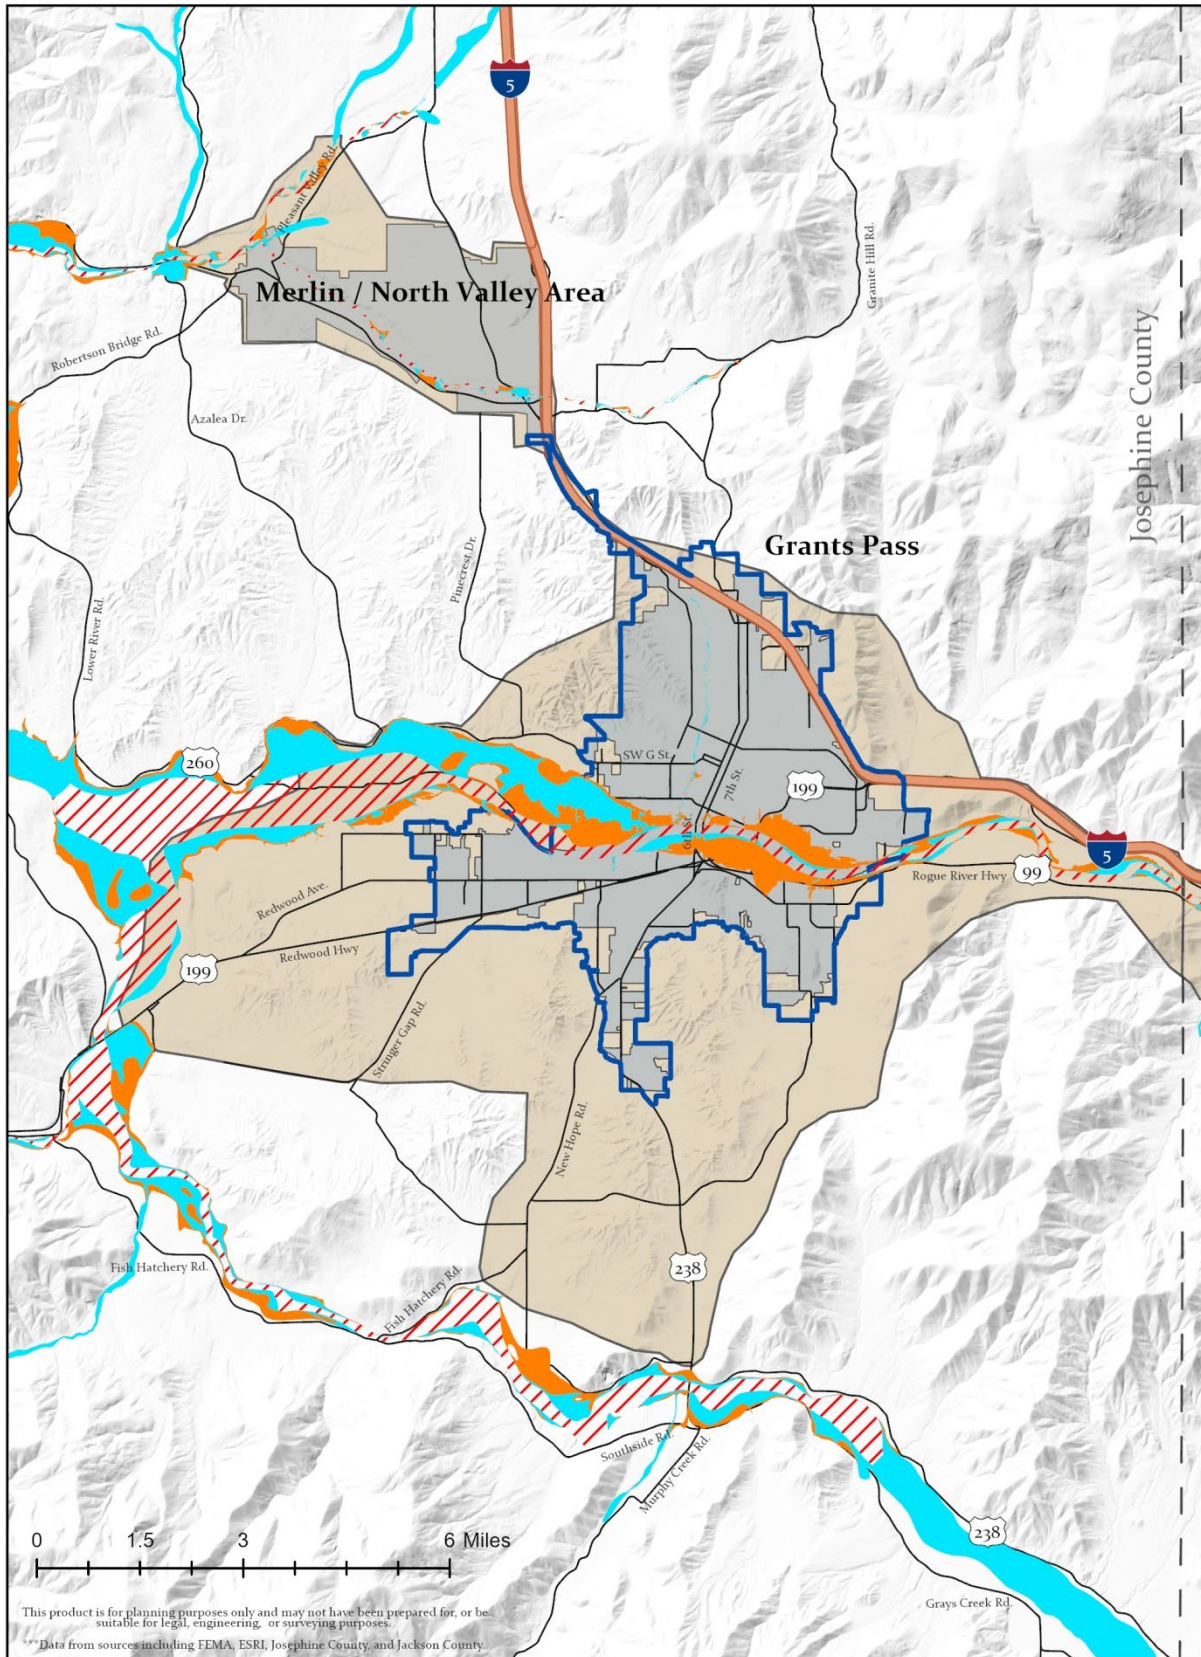 5
Pleasant Valley Rd.
Granite Hill Rd.
Merlin / North Valley Area
Robertson Bridge Rd.
Josephine County
Azalea Dr.
Grants Pass
Pinecrest Dr.
Lower River Rd.
260
SW G St.
7th St.
199
6th St.
5
Rogue River Hwy
99
Redwood Ave.
Redwood Hwy
199
Stringer Gap Rd.
New Hope Rd.
Fish Hatchery Rd.
238
Fish Hatchery Rd.
Southside Rd.
Murphy Creek Rd.
238
0 1.5 3 6 Miles
Grays Creek Rd.
This product is for planning purposes only and may not have been prepared for, or be
suitable for legal, engineering, or surveying purposes.
***Data from sources including FEMA, ESRI, Josephine County, and Jackson County.